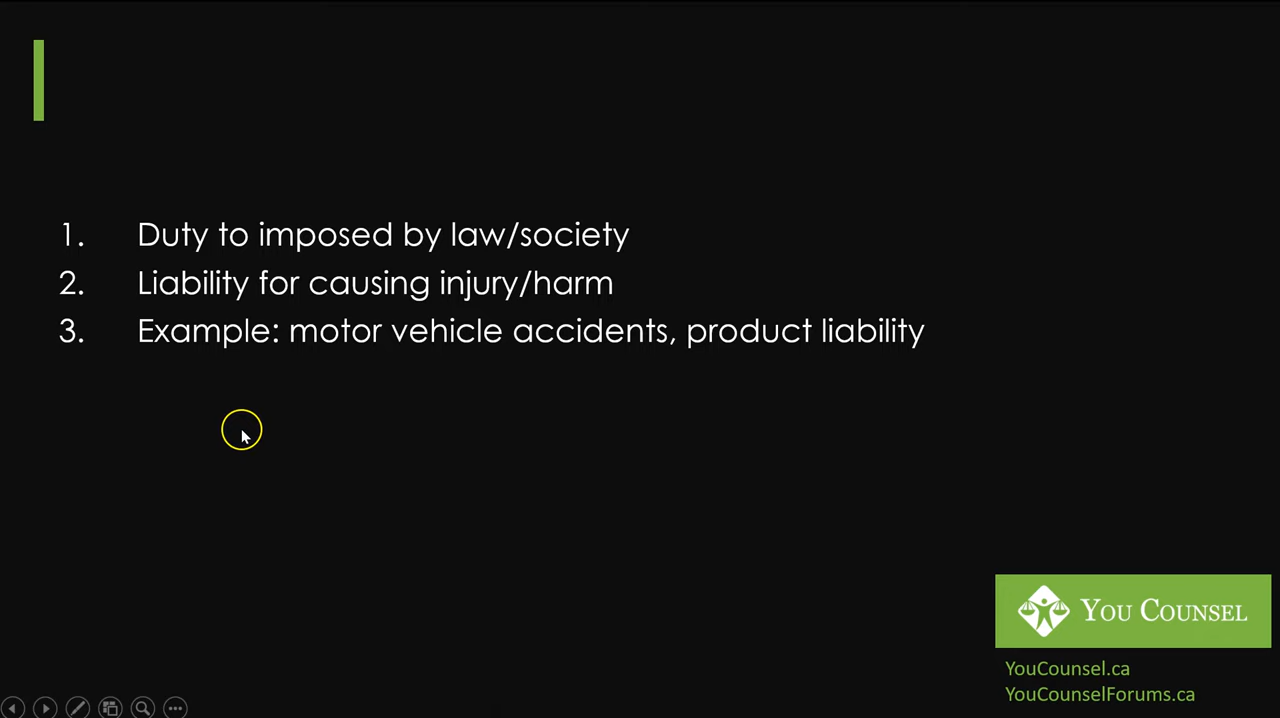 1. Duty to imposed by law/society
2. Liability for causing injury/harm
3. Example: motor vehicle accidents, product liability
YOU COUNSEL
YouCounsel.ca
YouCounselForums.ca